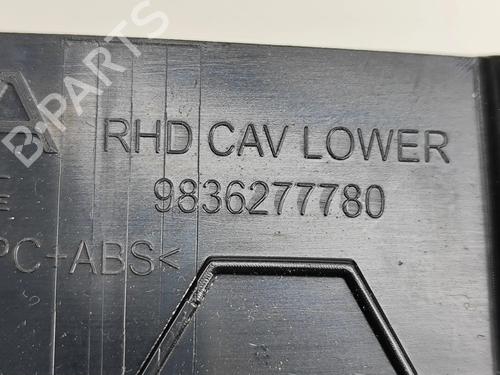 RHD CAV LOWER
9836277780
PC+ABS<
B-PARTS